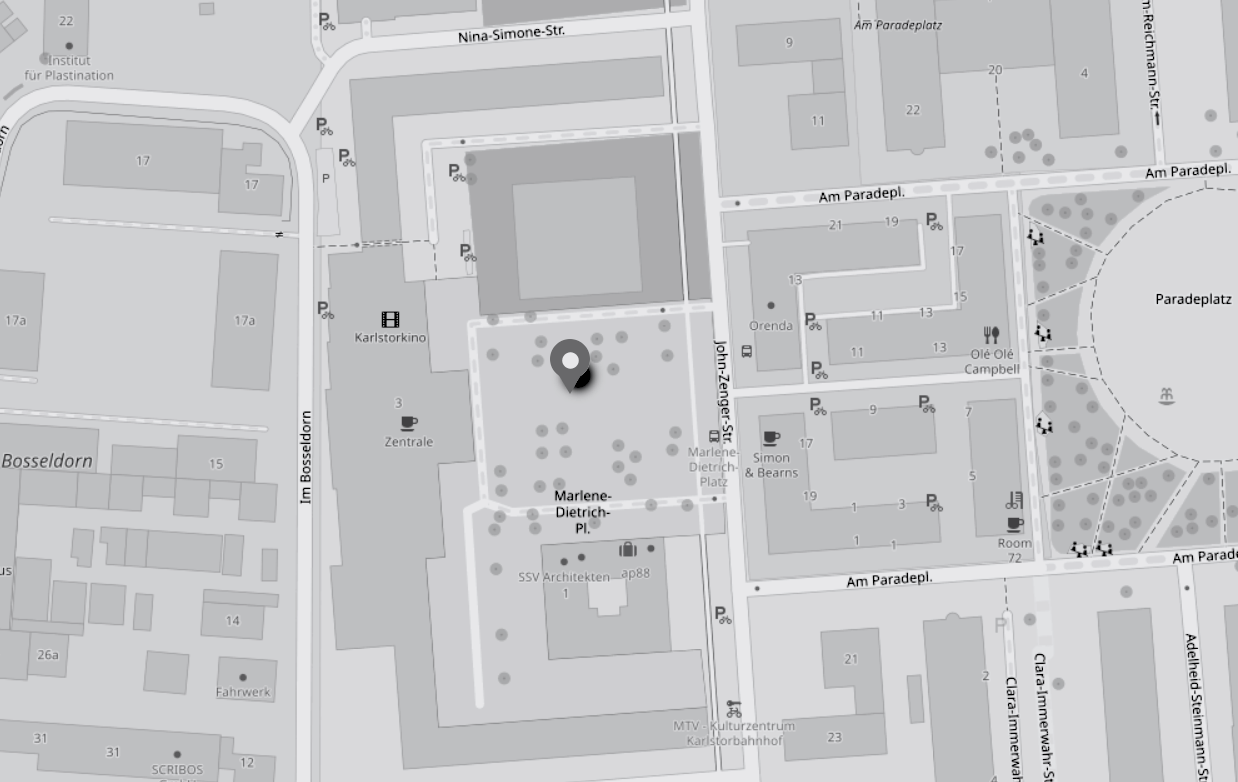 22
Institut
für Plastination
P
Nina-Simone-Str.
9
Am Paradeplatz
20
4
22
11
P
P
P
P
17
17
Am Paradepl.
Am Paradepl.
21
19
P
17
P
13
15
Paradeplatz
17a
17a
P
Karlstorkino
Orenda
P
11
13
11
13
Olé Olé
Campbell
P
John-Zenger-Str.
3
Zentrale
P
9
P
7
17
Simon
& Bearns
Marlene-
Dietrich-
Platz
Im Bosseldorn
Bosseldorn
15
5
19
1
3
P
1
1
Marlene-
Dietrich-
Pl.
Room
72
SSV Architekten
ap88
1
Am Paradepl.
14
26a
Fahrwerk
P
P
21
2
23
Clara-Immerwahr-St
Adelheid-Steinmann-St
MTV - Kulturzentrum
Karlstorbahnhof
31
31
12
SCRIBOS